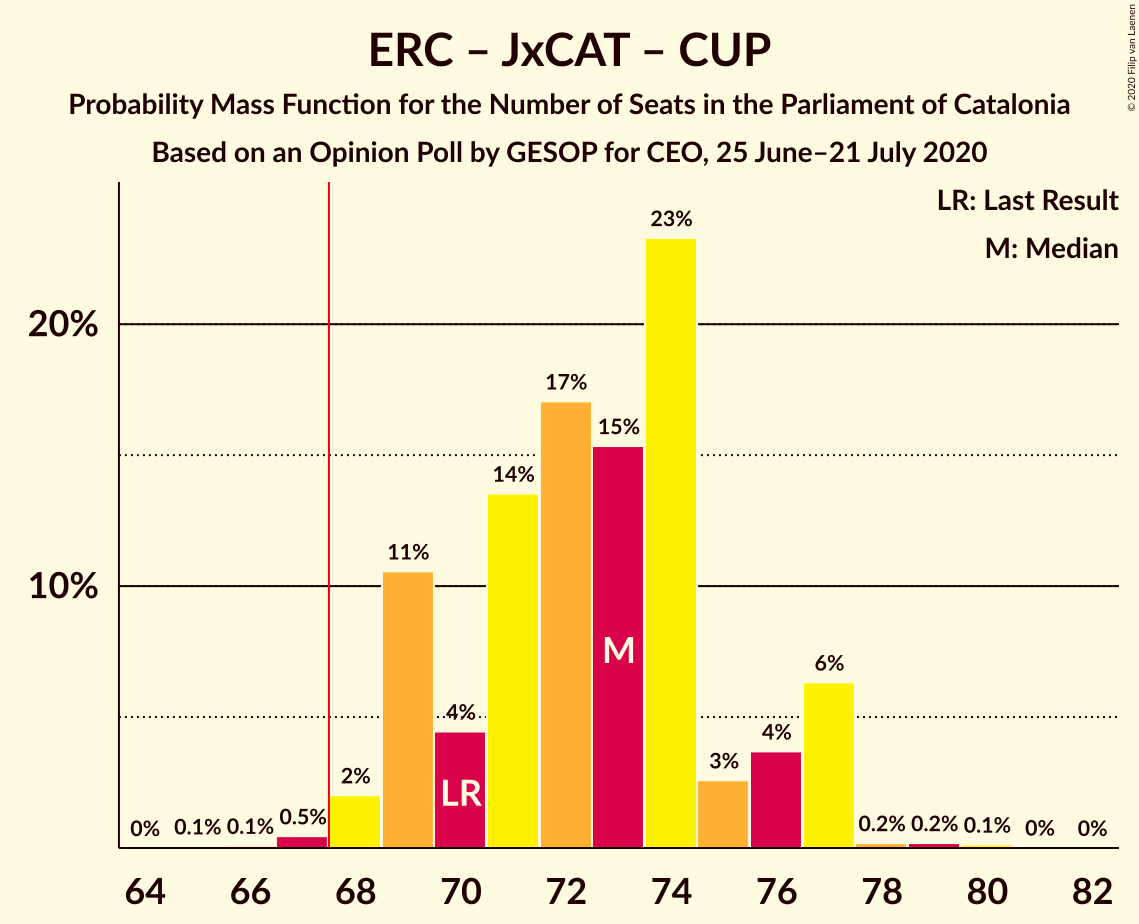 ERC – JxCAT – CUP
Probability Mass Function for the Number of Seats in the Parliament of Catalonia
Based on an Opinion Poll by GESOP for CEO, 25 June–21 July 2020
© 2020 Filip van Laenen
LR: Last Result
M: Median
23%
20%
17%
15%
14%
11%
10%
M
6%
4%
4%
3%
2%
LR
0% 0.1% 0.1% 0.5% 0.2% 0.2% 0.1% 0% 0%
64 66 68 70 72 74 76 78 80 82